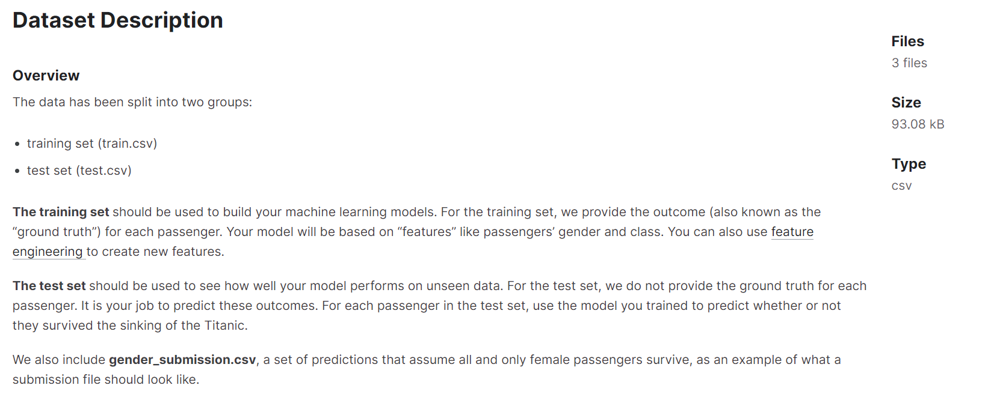 Dataset Description
Overview
The data has been split into two groups:
• training set (train.csv)
• test set (test.csv)
The training set should be used to build your machine learning models. For the training set, we provide the outcome (also known as the
“ground truth”) for each passenger. Your model will be based on “features” like passengers’ gender and class. You can also use feature
engineering to create new features.
The test set should be used to see how well your model performs on unseen data. For the test set, we do not provide the ground truth for each
passenger. It is your job to predict these outcomes. For each passenger in the test set, use the model you trained to predict whether or not
they survived the sinking of the Titanic.
We also include gender_submission.csv, a set of predictions that assume all and only female passengers survive, as an example of what a
submission file should look like.
Files
3 files
Size
93.08 kB
Type
csv